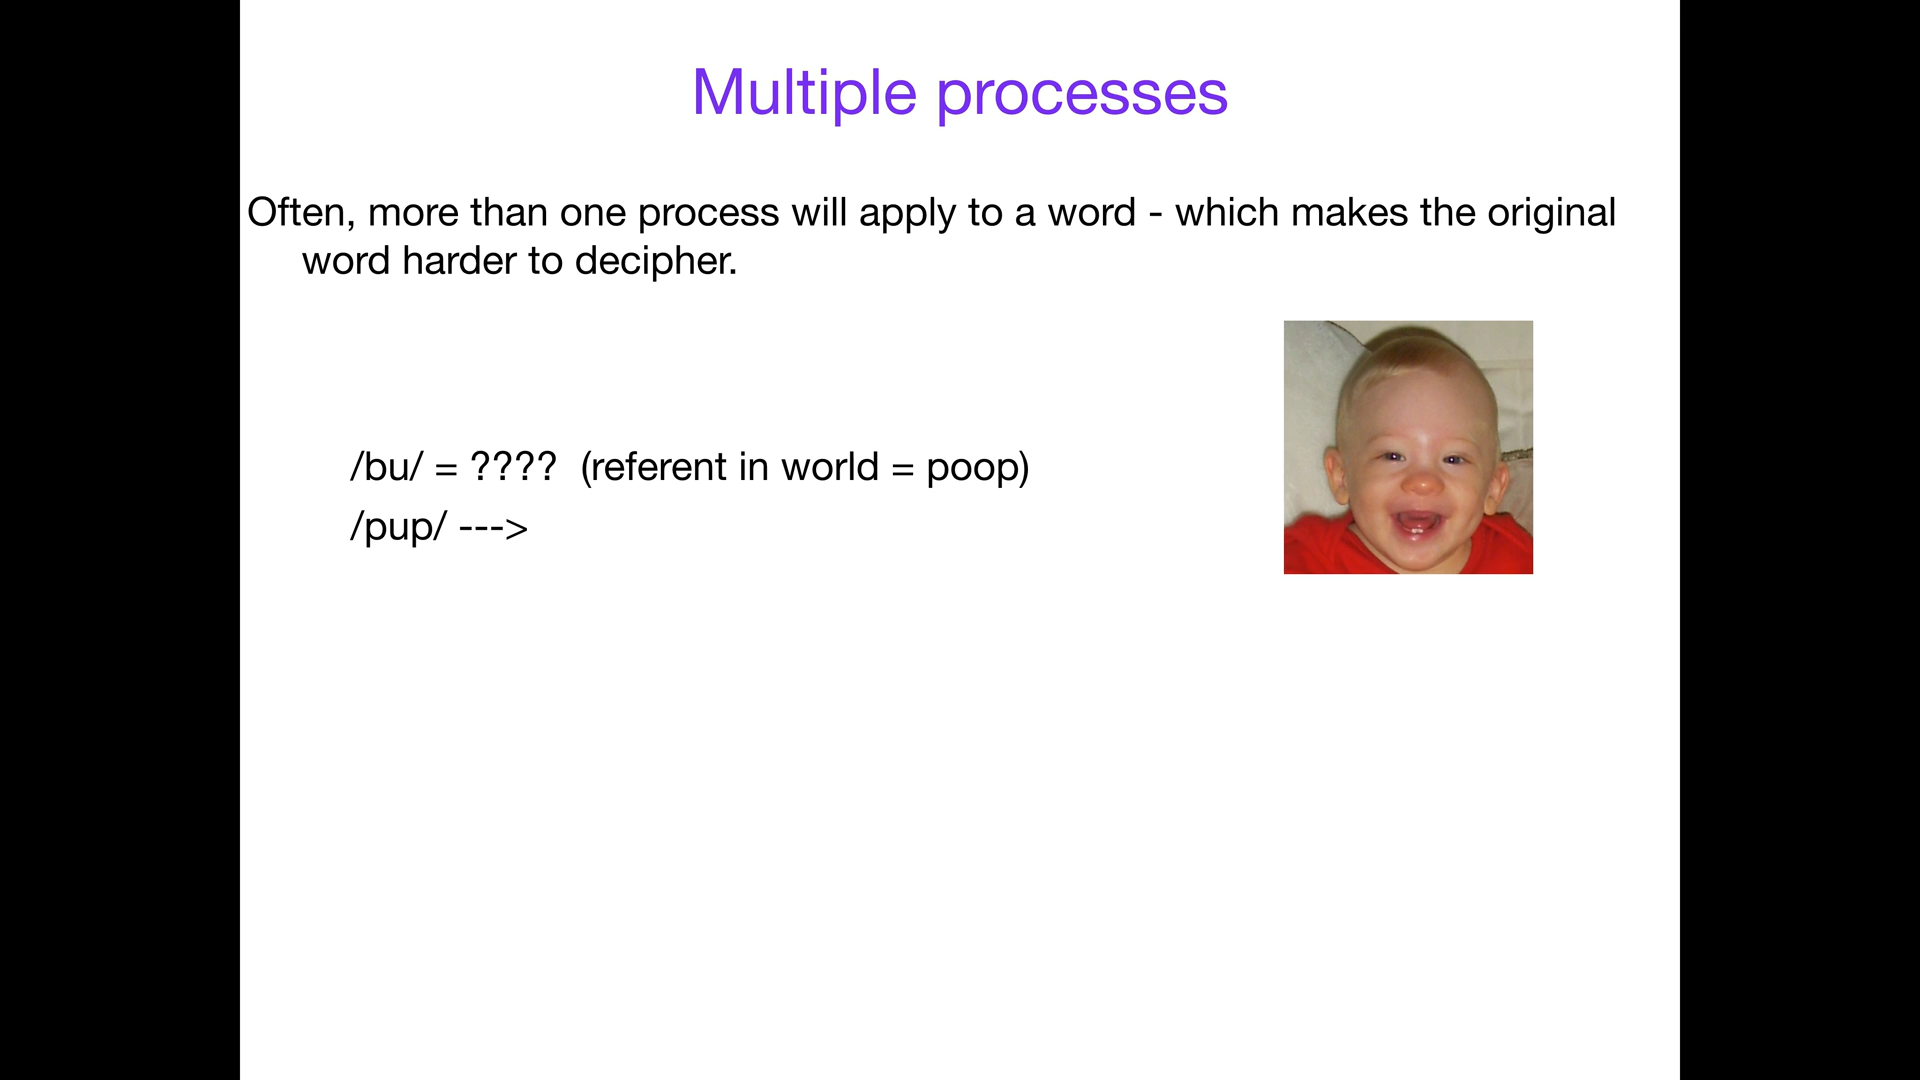 Multiple processes
Often, more than one process will apply to a word - which makes the original
word harder to decipher.
/bu/ = ???? (referent in world = poop)
/pup/ --->